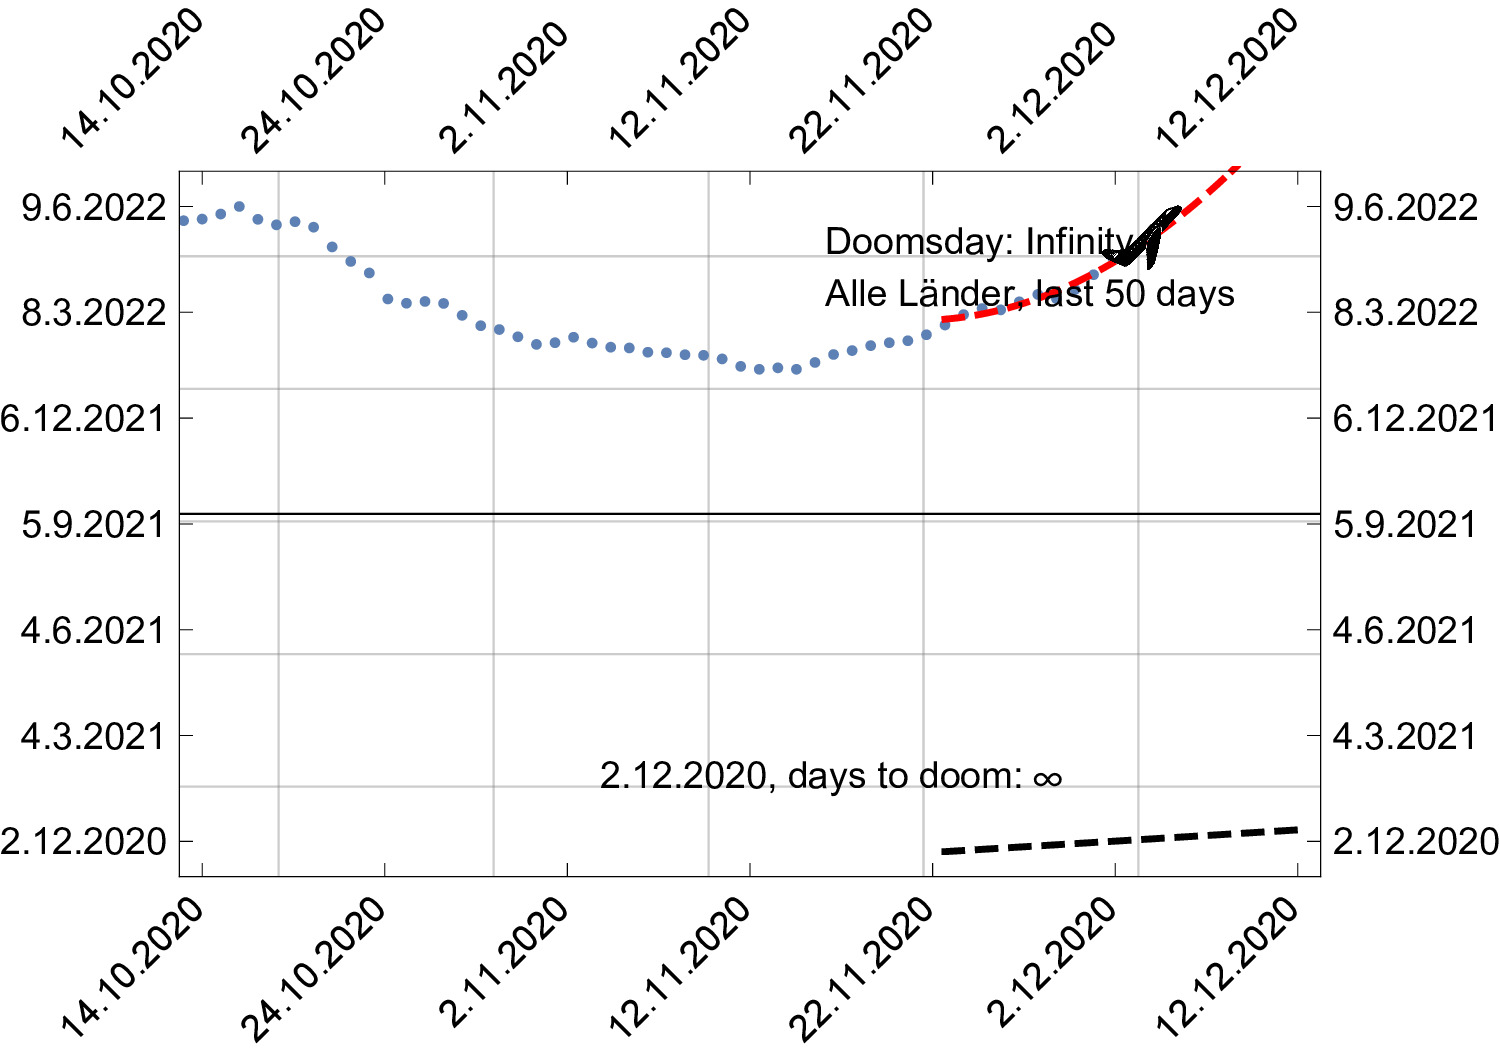 14.10.2020 24.10.2020 2.11.2020 12.11.2020 22.11.2020 2.12.2020 12.12.2020
9.6.2022 9.6.2022
Doomsday: Infinity
Alle Länder, last 50 days
8.3.2022 8.3.2022
6.12.2021 6.12.2021
5.9.2021 5.9.2021
4.6.2021 4.6.2021
4.3.2021 4.3.2021
2.12.2020, days to doom: ∞
2.12.2020 2.12.2020
14.10.2020 24.10.2020 2.11.2020 12.11.2020 22.11.2020 2.12.2020 12.12.2020